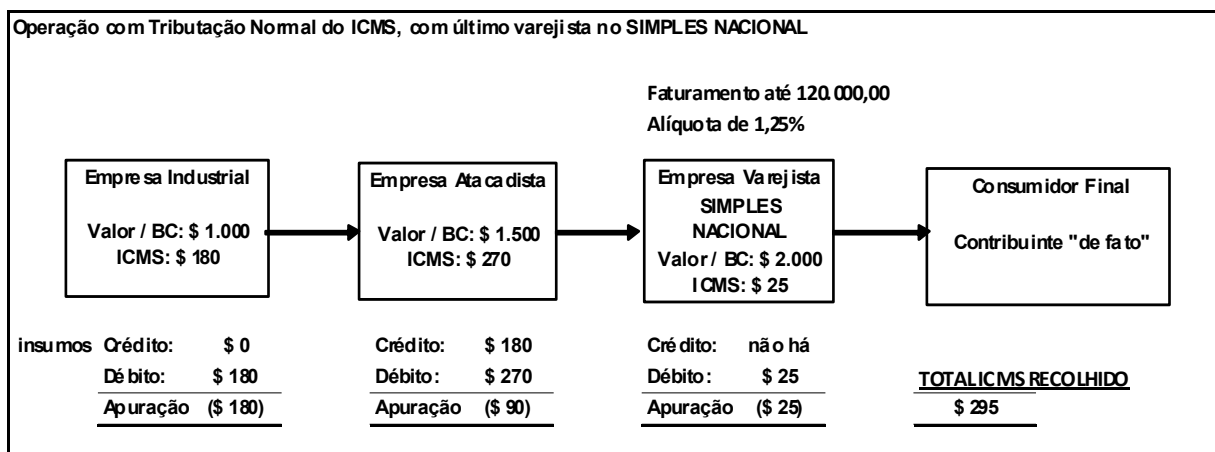 Operação com Tributação Normal do ICMS, com último varejista no SIMPLES NACIONAL
Faturamento até 120.000,00
Alíquota de 1,25%
Empresa Industrial
Valor / BC: $ 1.000
ICMS: $ 180
Empresa Atacadista
Valor / BC: $ 1.500
ICMS: $ 270
Empresa Varejista
SIMPLES
NACIONAL
Valor / BC: $ 2.000
ICMS: $ 25
Consumidor Final
Contribuinte "de fato"
insumos Crédito: $ 0
Débito: $ 180
Apuração ($ 180)
Crédito: $ 180
Débito: $ 270
Apuração ($ 90)
Crédito: não há
Débito: $ 25
Apuração ($ 25)
TOTAL ICMS RECOLHIDO
$ 295